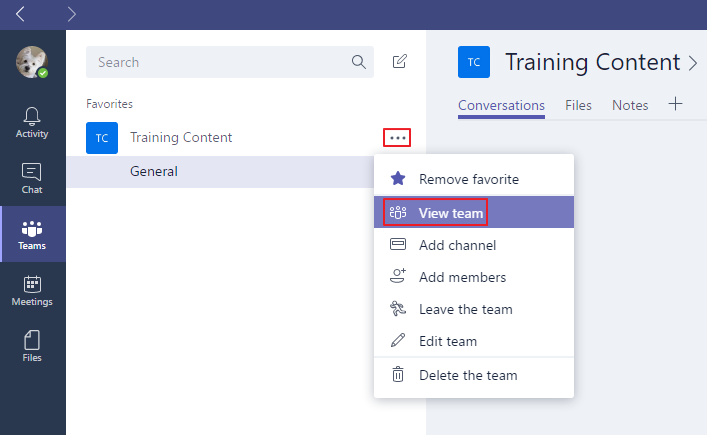 Activity
Chat
Teams
Meetings
Files
Search
Favorites
TC Training Content
General
Remove favorite
View team
Add channel
Add members
Leave the team
Edit team
Delete the team
TC Training Content
Conversations Files Notes